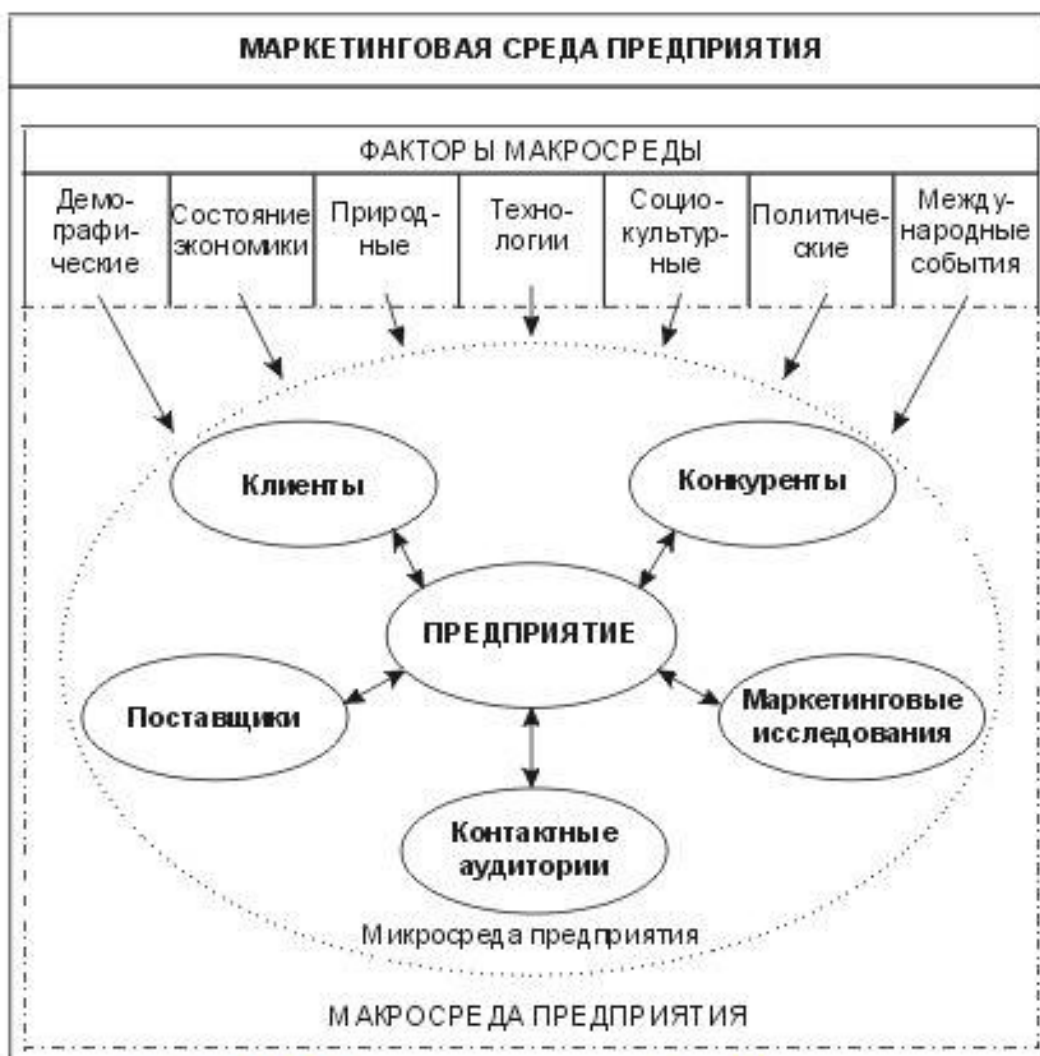 МАРКЕТИНГОВАЯ СРЕДА ПРЕДПРИЯТИЯ
ФАКТОРЫ МАКРОСРЕДЫ
Демо-
графи-
ческие
Состояние
экономики
Природ-
ные
Техно-
логии
Социо-
культур-
ные
Политиче-
ские
Между-
народные
события
Клиенты
Конкуренты
ПРЕДПРИЯТИЕ
Поставщики
Маркетинговые
исследования
Контактные
аудитории
Микросреда предприятия
МАКРОСРЕДА ПРЕДПРИЯТИЯ